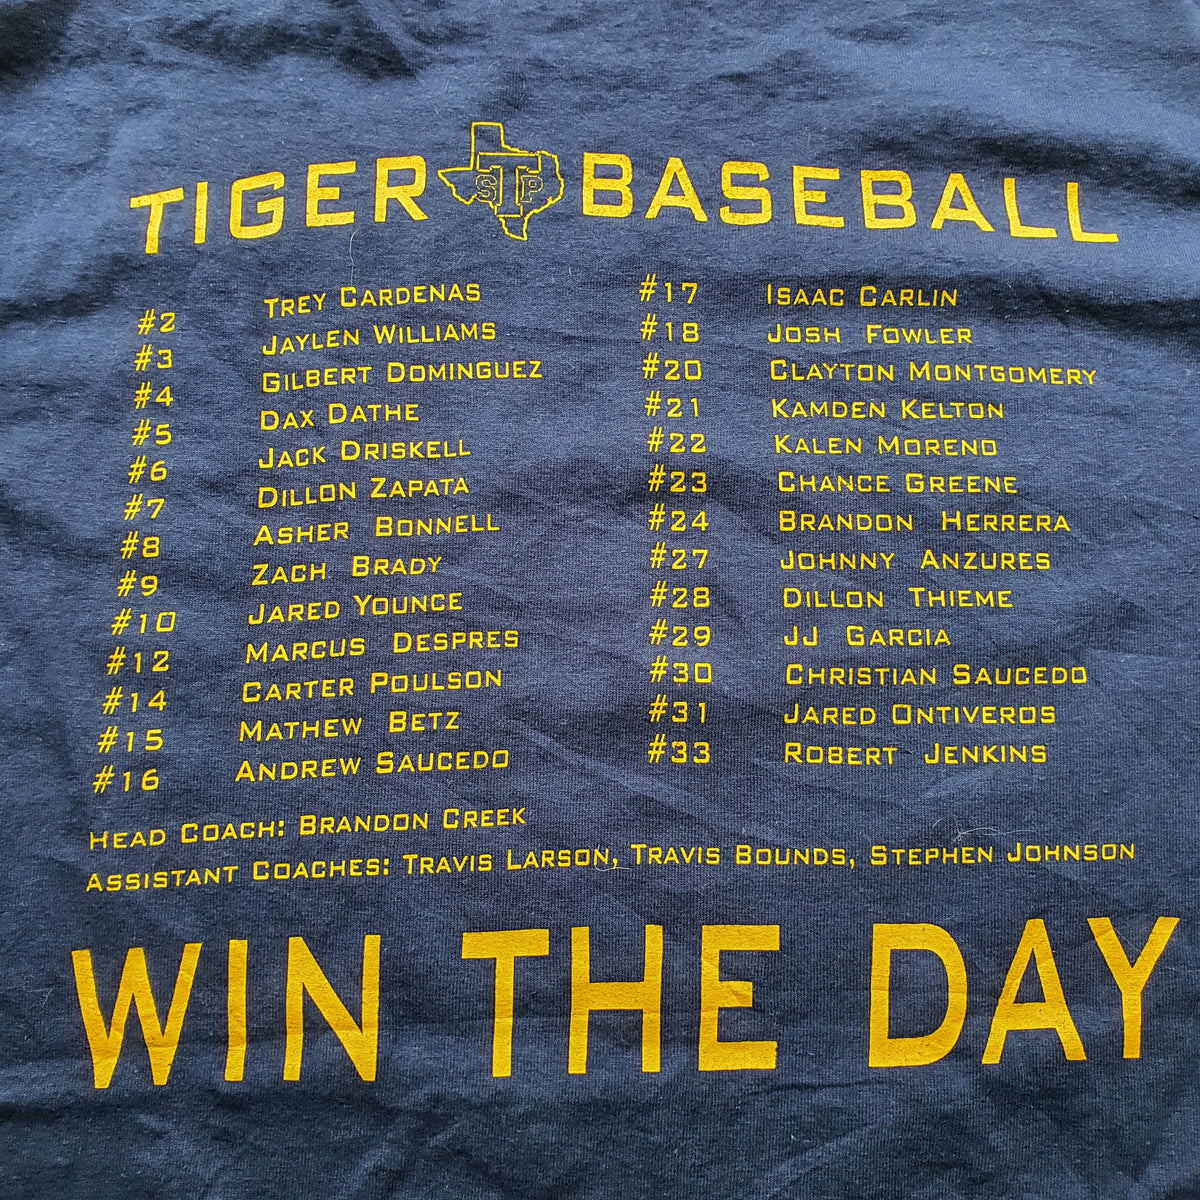 TIGER STP BASEBALL
#2 TREY CARDENAS
#3 JAYLEN WILLIAMS
#4 GILBERT DOMINGUEZ
#5 DAX DATHE
#6 JACK DRISKELL
#7 DILLON ZAPATA
#8 ASHER BONNELL
#9 ZACH BRADY
#10 JARED YOUNCE
#12 MARCUS DESPRES
#14 CARTER POULSON
#15 MATHEW BETZ
#16 ANDREW SAUCEDO
#17 ISAAC CARLIN
#18 JOSH FOWLER
#20 CLAYTON MONTGOMERY
#21 KAMDEN KELTON
#22 KALEN MORENO
#23 CHANCE GREENE
#24 BRANDON HERRERA
#27 JOHNNY ANZURES
#28 DILLON THIEME
#29 JJ GARCIA
#30 CHRISTIAN SAUCEDO
#31 JARED ONTIVEROS
#33 ROBERT JENKINS
HEAD COACH: BRANDON CREEK
ASSISTANT COACHES: TRAVIS LARSON, TRAVIS BOUNDS, STEPHEN JOHNSON
WIN THE DAY